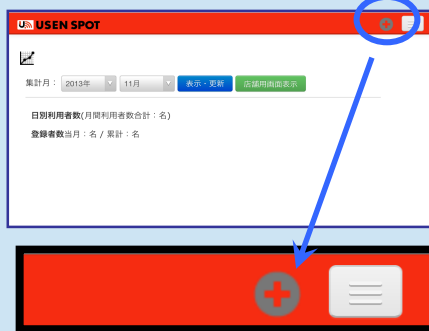 USEN SPOT
集計月： 2013年 11月 表示・更新 店舗用画面表示
日別利用者数(月間利用者数合計：名)
登録者数当月：名 / 累計：名